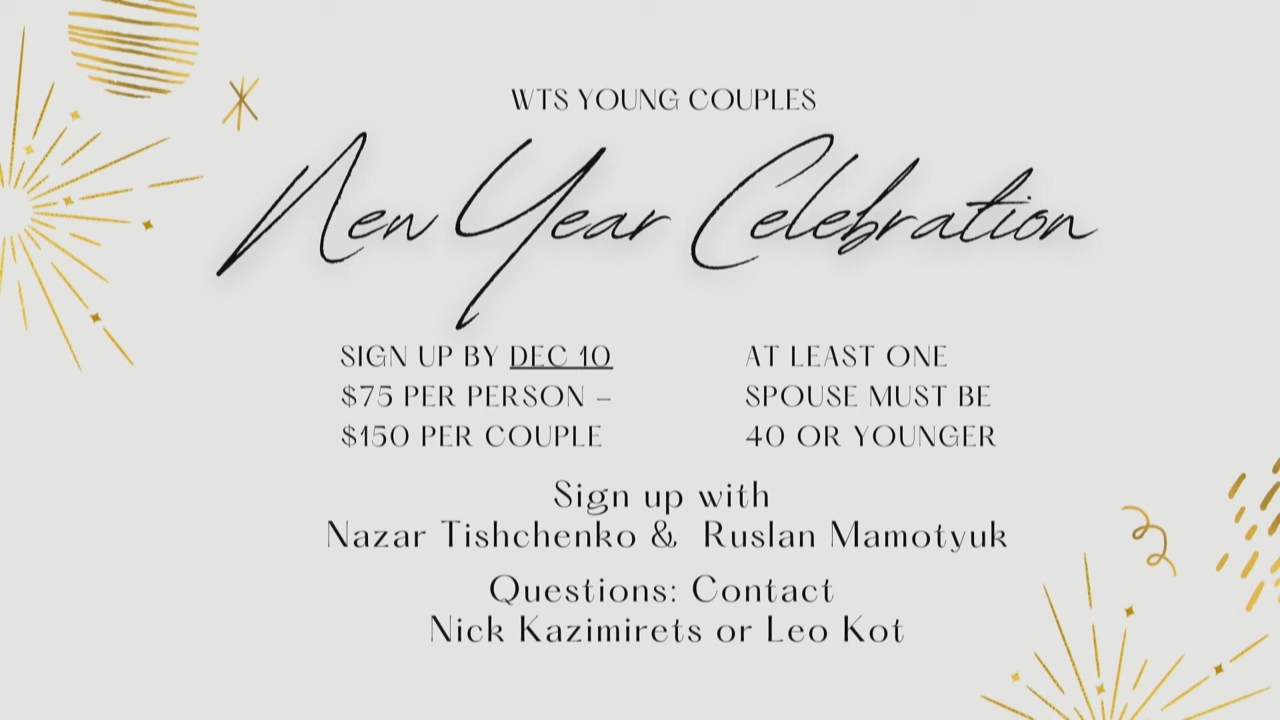 WTS YOUNG COUPLES
New Year Celebration
SIGN UP BY DEC 10
$75 PER PERSON –
$150 PER COUPLE
AT LEAST ONE
SPOUSE MUST BE
40 OR YOUNGER
Sign up with
Nazar Tishchenko & Ruslan Mamotyuk
Questions: Contact
Nick Kazimirets or Leo Kot